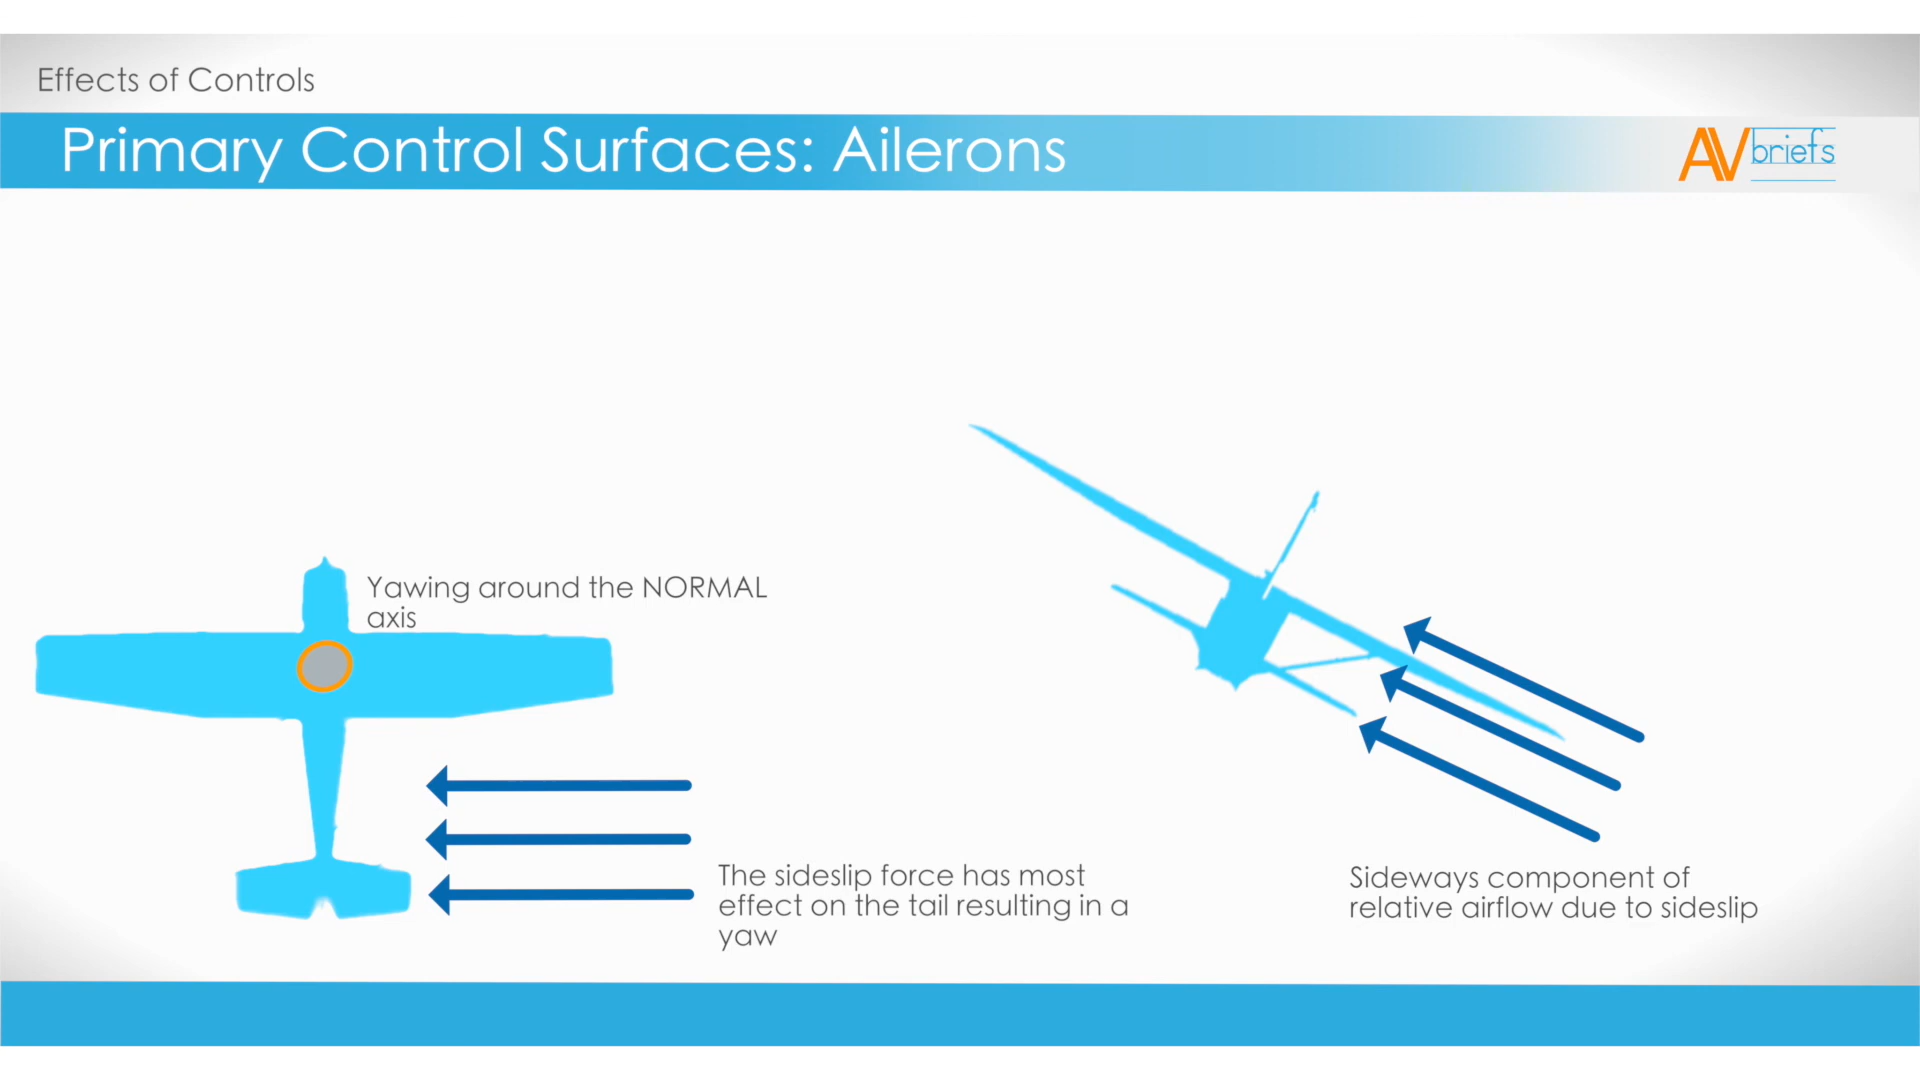 Effects of Controls
Primary Control Surfaces: Ailerons
AVbriefs
Yawing around the NORMAL
axis
The sideslip force has most
effect on the tail resulting in a
yaw
Sideways component of
relative airflow due to sideslip